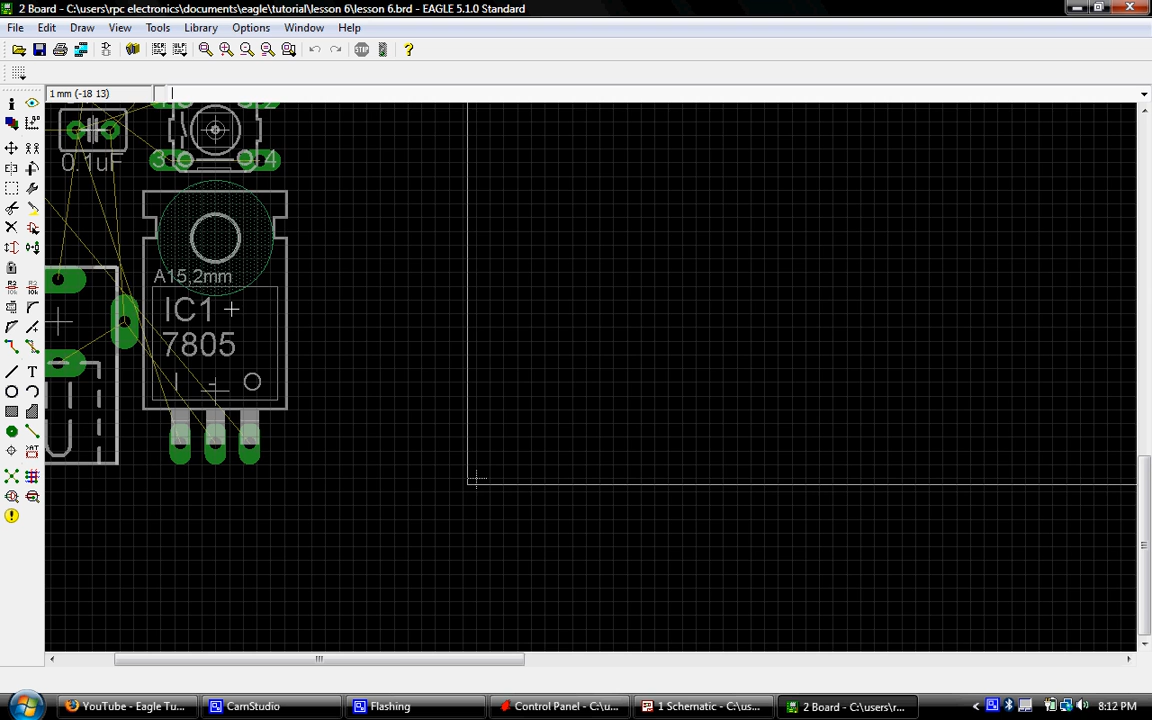 2 Board - C:\users\rpc electronics\documents\eagle\tutorial\lesson 6\lesson 6.brd - EAGLE 5.1.0 Standard
File Edit Draw View Tools Library Options Window Help
1 mm (-18 13)
0.1uF
3 4
A15,2mm
IC1
7805
I - O
YouTube - Eagle Tu...
CamStudio
Flashing
Control Panel - C:\u...
1 Schematic - C:\us...
2 Board - C:\users\r...
8:12 PM